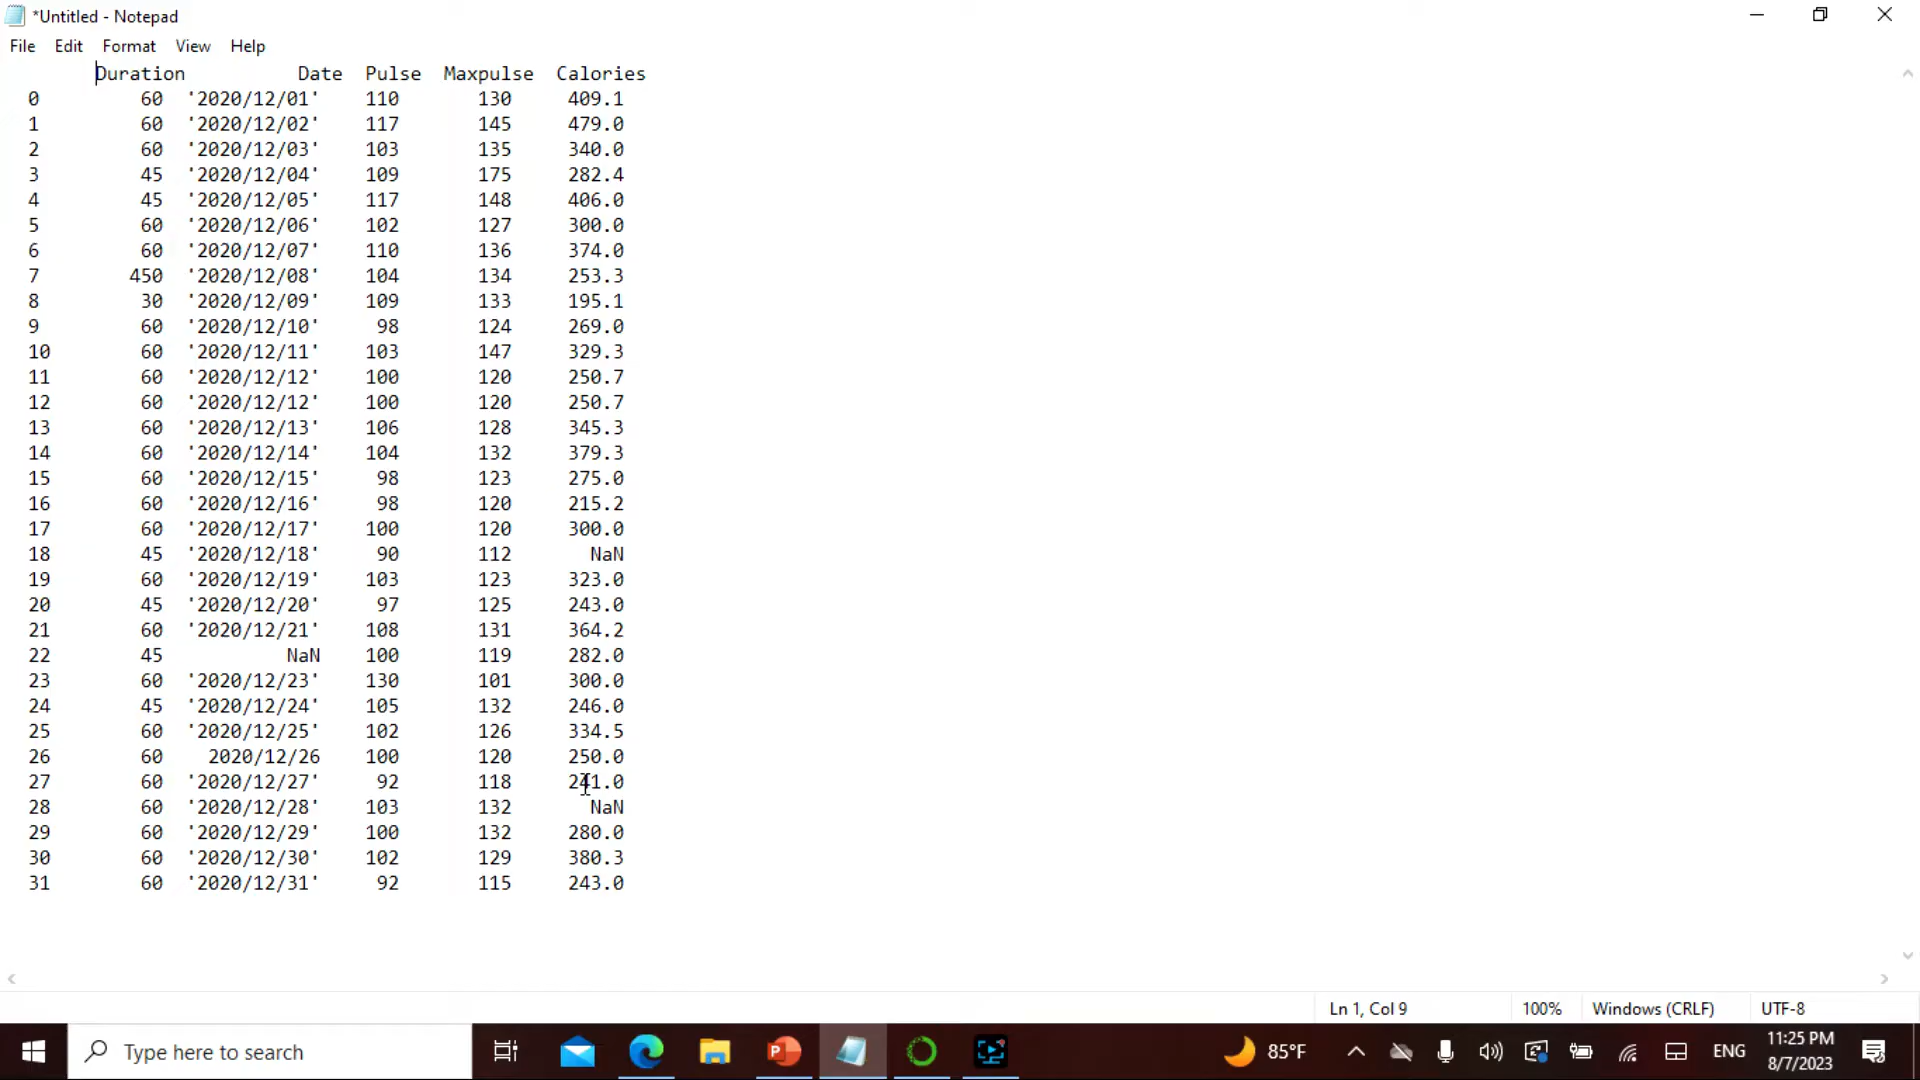 *Untitled - Notepad
File Edit Format View Help
Duration Date Pulse Maxpulse Calories
0 60 '2020/12/01' 110 130 409.1
1 60 '2020/12/02' 117 145 479.0
2 60 '2020/12/03' 103 135 340.0
3 45 '2020/12/04' 109 175 282.4
4 45 '2020/12/05' 117 148 406.0
5 60 '2020/12/06' 102 127 300.0
6 60 '2020/12/07' 110 136 374.0
7 450 '2020/12/08' 104 134 253.3
8 30 '2020/12/09' 109 133 195.1
9 60 '2020/12/10' 98 124 269.0
10 60 '2020/12/11' 103 147 329.3
11 60 '2020/12/12' 100 120 250.7
12 60 '2020/12/12' 100 120 250.7
13 60 '2020/12/13' 106 128 345.3
14 60 '2020/12/14' 104 132 379.3
15 60 '2020/12/15' 98 123 275.0
16 60 '2020/12/16' 98 120 215.2
17 60 '2020/12/17' 100 120 300.0
18 45 '2020/12/18' 90 112 NaN
19 60 '2020/12/19' 103 123 323.0
20 45 '2020/12/20' 97 125 243.0
21 60 '2020/12/21' 108 131 364.2
22 45 NaN 100 119 282.0
23 60 '2020/12/23' 130 101 300.0
24 45 '2020/12/24' 105 132 246.0
25 60 '2020/12/25' 102 126 334.5
26 60 2020/12/26 100 120 250.0
27 60 '2020/12/27' 92 118 241.0
28 60 '2020/12/28' 103 132 NaN
29 60 '2020/12/29' 100 132 280.0
30 60 '2020/12/30' 102 129 380.3
31 60 '2020/12/31' 92 115 243.0
Ln 1, Col 9 100% Windows (CRLF) UTF-8
Type here to search 85°F ENG 11:25 PM
8/7/2023